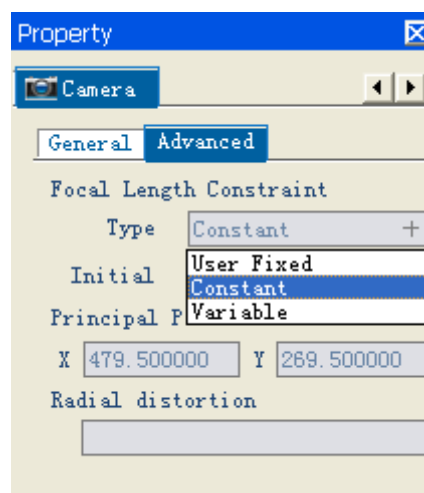 Property
Camera
General Advanced
Focal Length Constraint
Type Constant
User Fixed
Initial
Constant
Principal P
Variable
X 479.500000 Y 269.500000
Radial distortion